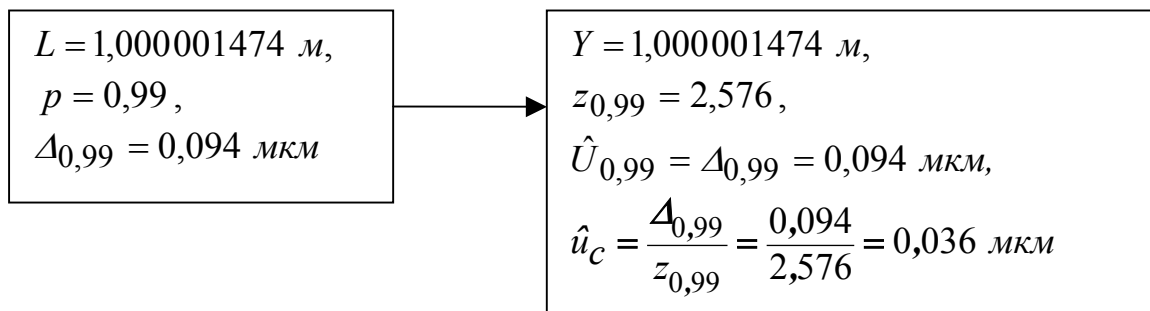 L = 1,000001474 м,
p = 0,99 ,
Δ0,99 = 0,094 мкм
Y = 1,000001474 м,
z0,99 = 2,576 ,
Û0,99 = Δ0,99 = 0,094 мкм,
ûc = Δ0,99 / z0,99 = 0,094 / 2,576 = 0,036 мкм